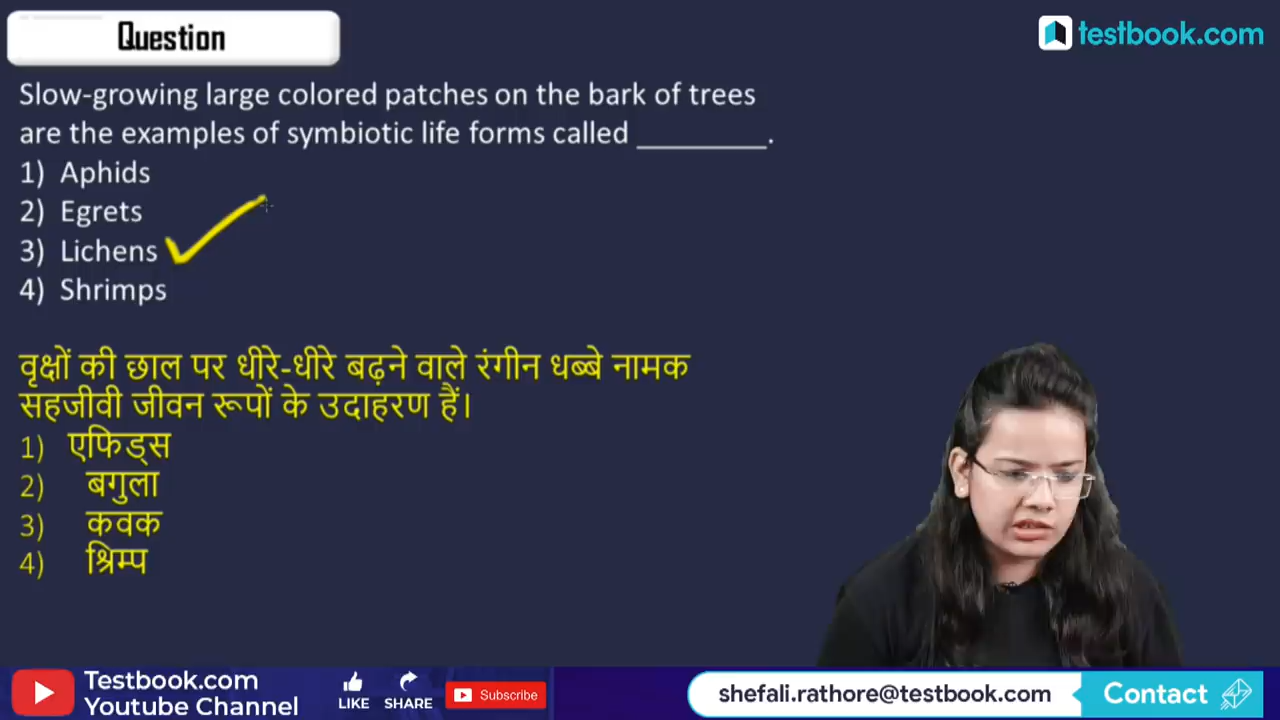 Question
testbook.com
Slow-growing large colored patches on the bark of trees
are the examples of symbiotic life forms called _________.
1) Aphids
2) Egrets
3) Lichens
4) Shrimps
वृक्षों की छाल पर धीरे-धीरे बढ़ने वाले रंगीन धब्बे नामक
सहजीवी जीवन रूपों के उदाहरण हैं।
1) एफिड्स
2) बगुला
3) कवक
4) श्रिम्प
Testbook.com
Youtube Channel
LIKE
SHARE
Subscribe
shefali.rathore@testbook.com
Contact